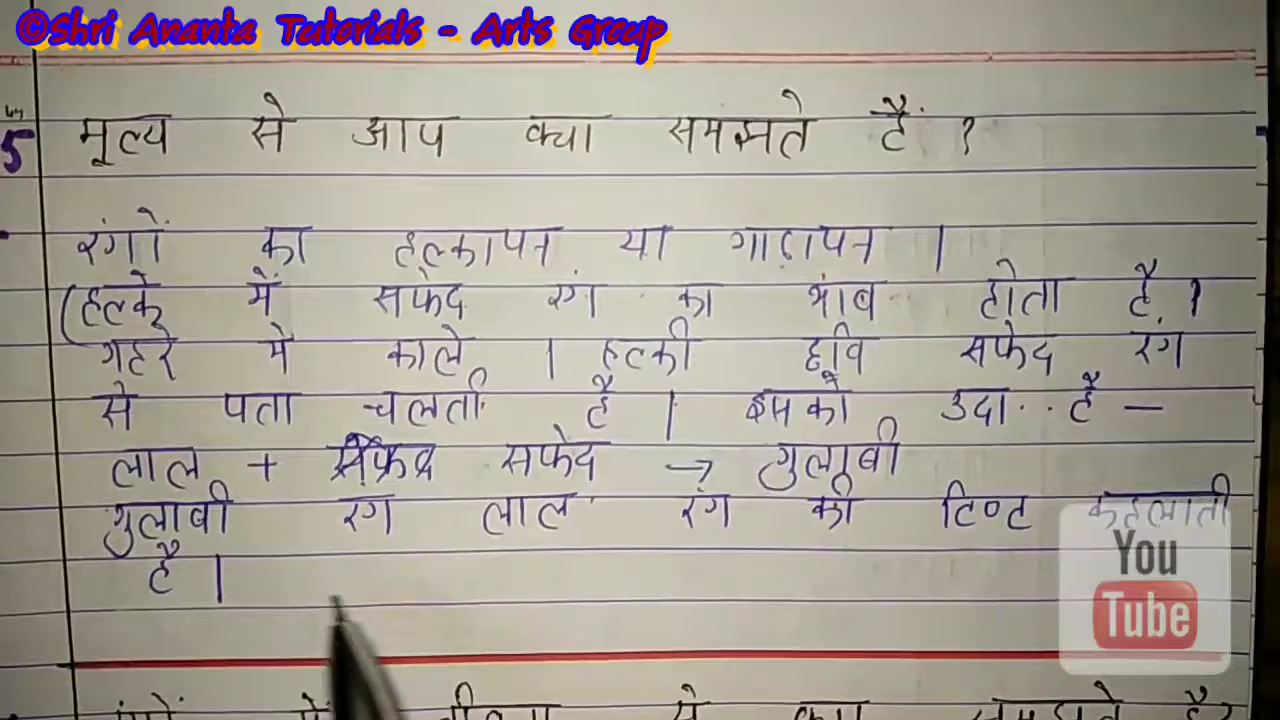 ©Shri Ananta Tutorials - Arts Group
5 मूल्य से आप क्या समझते हैं ?
रंगों का हल्कापन या गाढापन ।
(हल्के में सफेद रंग का भाव होता है ।
गहरे में काले । हल्की सफेद रंग
से पता चलती है । इसको उदा.. है –
लाल + सफेद → गुलाबी
गुलाबी रग लाल रंग की टिण्ट कहलाती
है ।
You
Tube